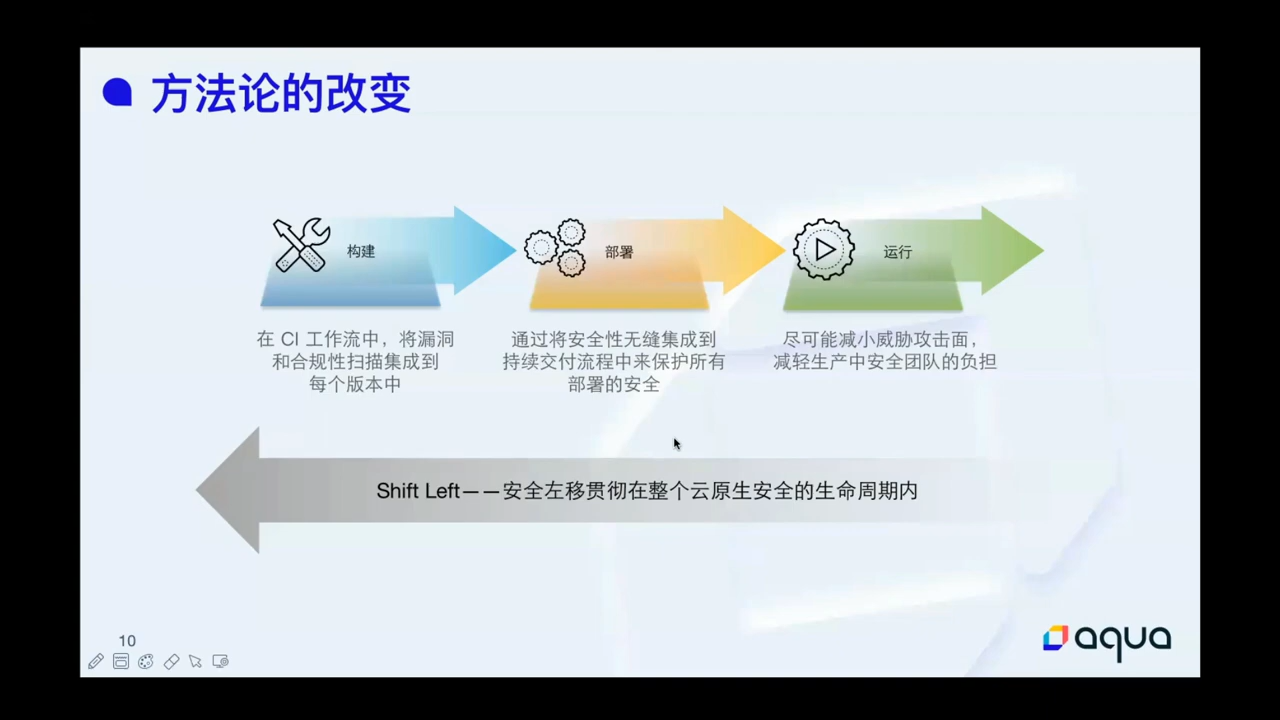 方法论的改变
构建
部署
运行
在 CI 工作流中，将漏洞
和合规性扫描集成到
每个版本中
通过将安全性无缝集成到
持续交付流程中来保护所有
部署的安全
尽可能减小威胁攻击面，
减轻生产中安全团队的负担
Shift Left——安全左移贯彻在整个云原生安全的生命周期内
10
aqua